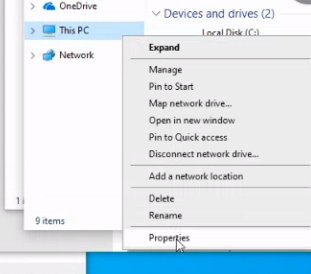 OneDrive
Devices and drives (2)
This PC
Local Disk (C:)
Expand
Network
Manage
Pin to Start
Map network drive...
Open in new window
Pin to Quick access
Disconnect network drive...
Add a network location
Delete
Rename
9 items
Properties